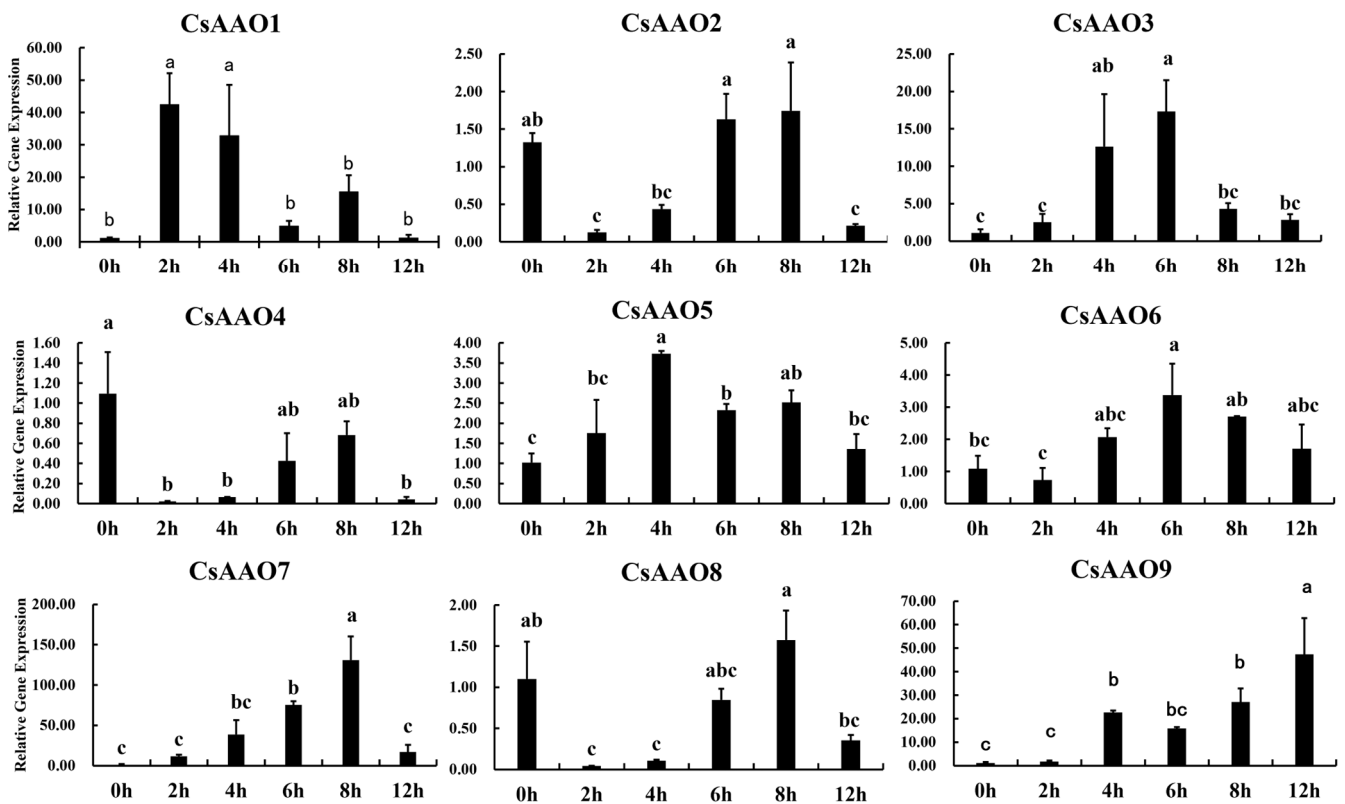 CsAAO1
CsAAO2
CsAAO3
Relative Gene Expression
60.00
50.00
40.00
30.00
20.00
10.00
0.00
b
a
a
b
b
b
0h 2h 4h 6h 8h 12h
2.50
2.00
1.50
1.00
0.50
0.00
ab
c
bc
a
a
c
0h 2h 4h 6h 8h 12h
25.00
20.00
15.00
10.00
5.00
0.00
c
c
ab
a
bc
bc
0h 2h 4h 6h 8h 12h
CsAAO4
CsAAO5
CsAAO6
Relative Gene Expression
1.60
1.40
1.20
1.00
0.80
0.60
0.40
0.20
0.00
a
b
b
ab
ab
b
0h 2h 4h 6h 8h 12h
4.00
3.50
3.00
2.50
2.00
1.50
1.00
0.50
0.00
c
bc
a
b
ab
bc
0h 2h 4h 6h 8h 12h
5.00
4.00
3.00
2.00
1.00
0.00
bc
c
abc
a
ab
abc
0h 2h 4h 6h 8h 12h
CsAAO7
CsAAO8
CsAAO9
Relative Gene Expression
200.00
150.00
100.00
50.00
0.00
c
c
bc
b
a
c
0h 2h 4h 6h 8h 12h
2.00
1.50
1.00
0.50
0.00
ab
c
c
abc
a
bc
0h 2h 4h 6h 8h 12h
70.00
60.00
50.00
40.00
30.00
20.00
10.00
0.00
c
c
b
bc
b
a
0h 2h 4h 6h 8h 12h